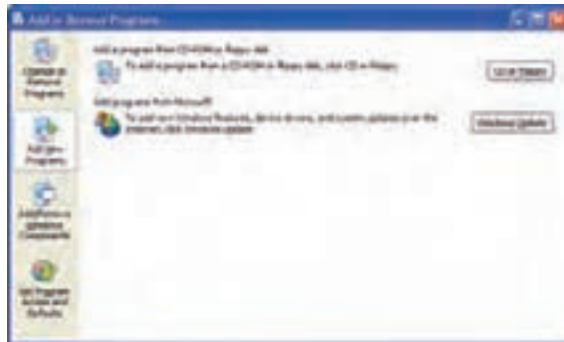 Add or Remove Programs
Change or
Remove
Programs
Add New
Programs
Add/Remove
Windows
Components
Set Program
Access and
Defaults
Add a program from CD-ROM or floppy disk
To add a program from a CD-ROM or floppy disk, click CD or Floppy.
CD or Floppy
Add programs from Microsoft
To add new Windows features, device drivers, and system updates over the
Internet, click Windows Update.
Windows Update